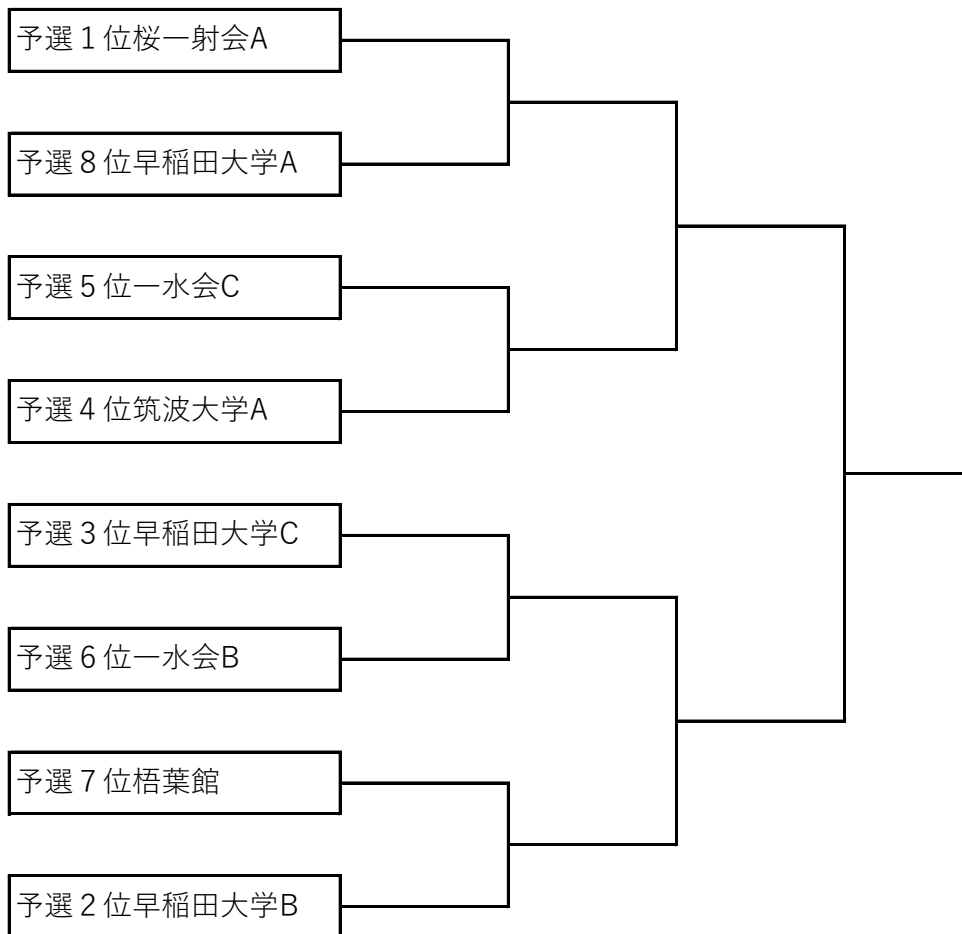 予選１位桜一射会A
予選８位早稲田大学A
予選５位一水会C
予選４位筑波大学A
予選３位早稲田大学C
予選６位一水会B
予選７位梧葉館
予選２位早稲田大学B